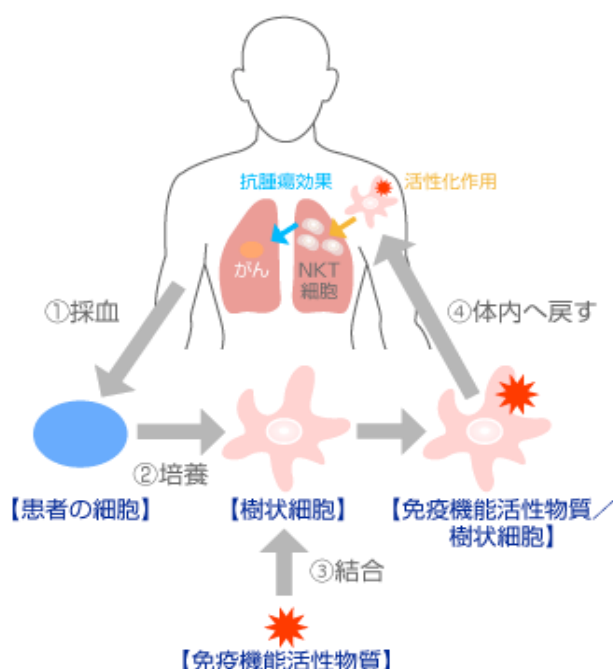 抗腫瘍効果
活性化作用
がん
NKT
細胞
①採血
④体内へ戻す
②培養
【患者の細胞】
【樹状細胞】
【免疫機能活性物質／
樹状細胞】
③結合
【免疫機能活性物質】